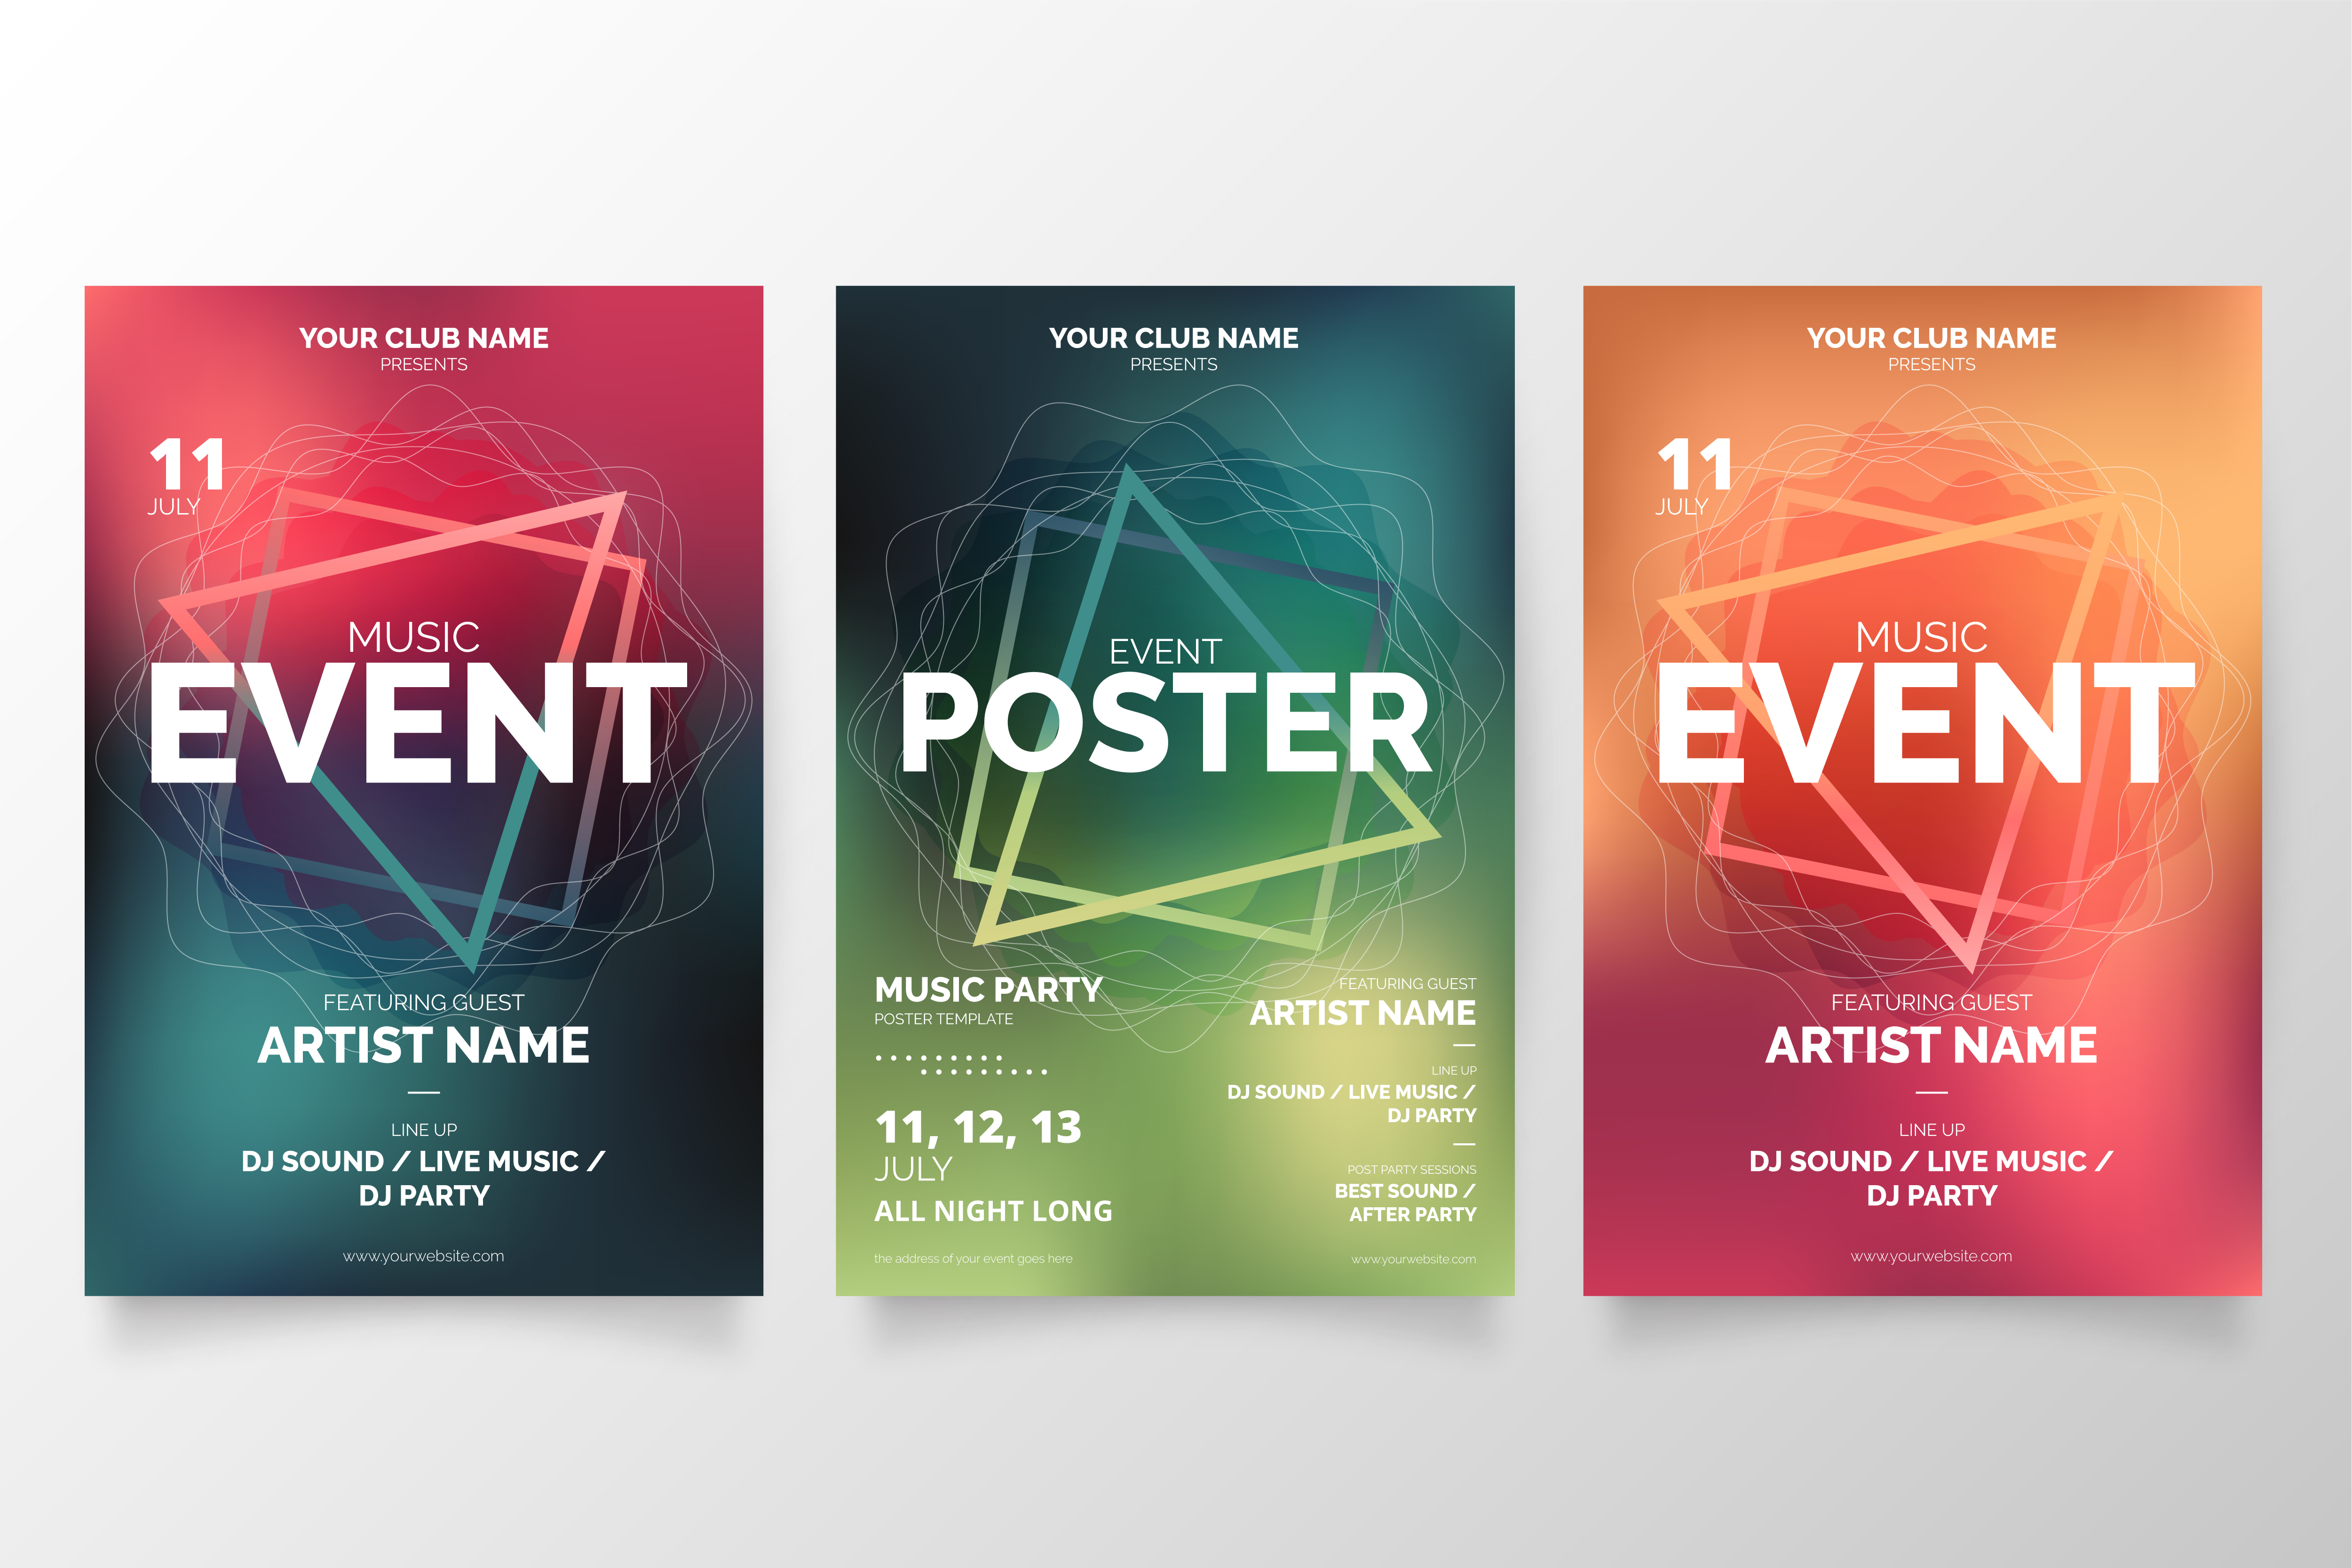 YOUR CLUB NAME
PRESENTS
11
JULY
MUSIC
EVENT
FEATURING GUEST
ARTIST NAME
LINE UP
DJ SOUND / LIVE MUSIC /
DJ PARTY
www.yourwebsite.com
YOUR CLUB NAME
PRESENTS
EVENT
POSTER
MUSIC PARTY
POSTER TEMPLATE
11, 12, 13
JULY
ALL NIGHT LONG
the address of your event goes here
FEATURING GUEST
ARTIST NAME
LINE UP
DJ SOUND / LIVE MUSIC /
DJ PARTY
POST PARTY SESSIONS
BEST SOUND /
AFTER PARTY
www.yourwebsite.com
YOUR CLUB NAME
PRESENTS
11
JULY
MUSIC
EVENT
FEATURING GUEST
ARTIST NAME
LINE UP
DJ SOUND / LIVE MUSIC /
DJ PARTY
www.yourwebsite.com